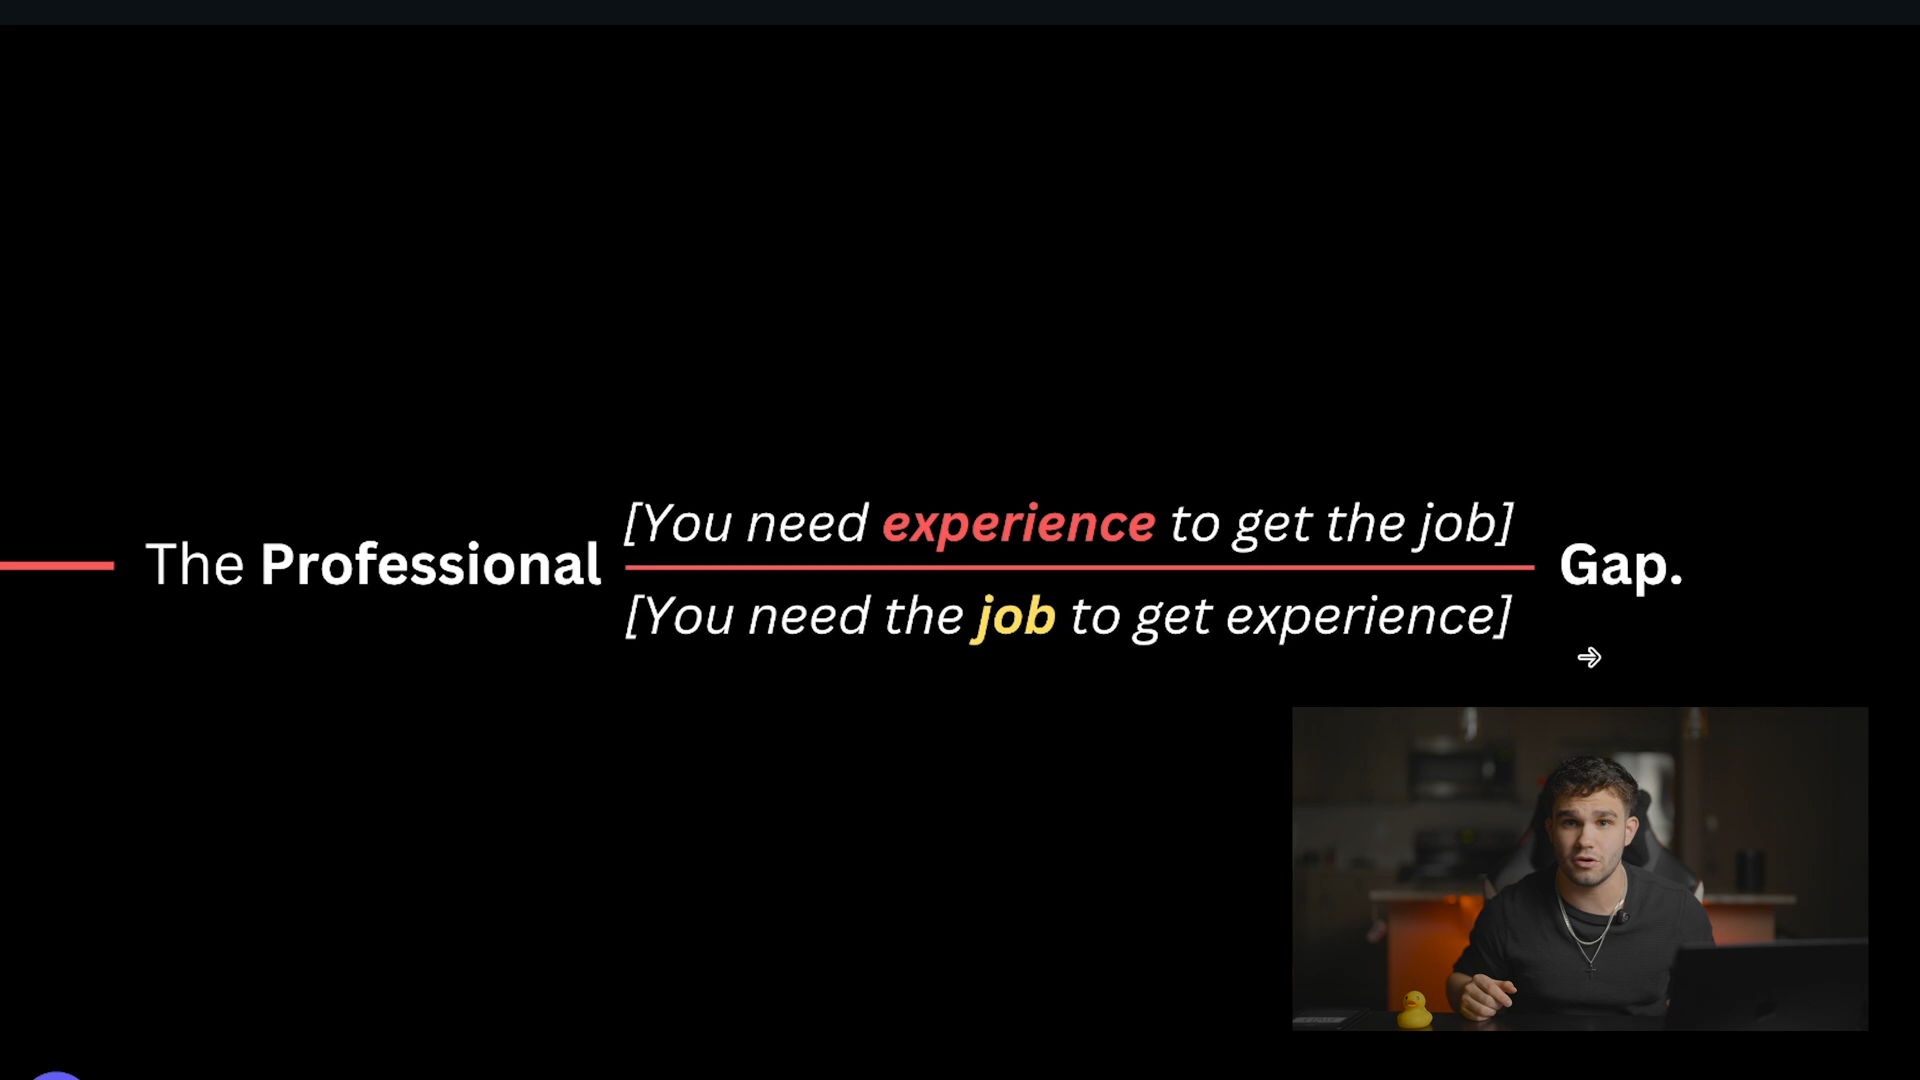 The Professional
[You need experience to get the job]
[You need the job to get experience]
Gap.